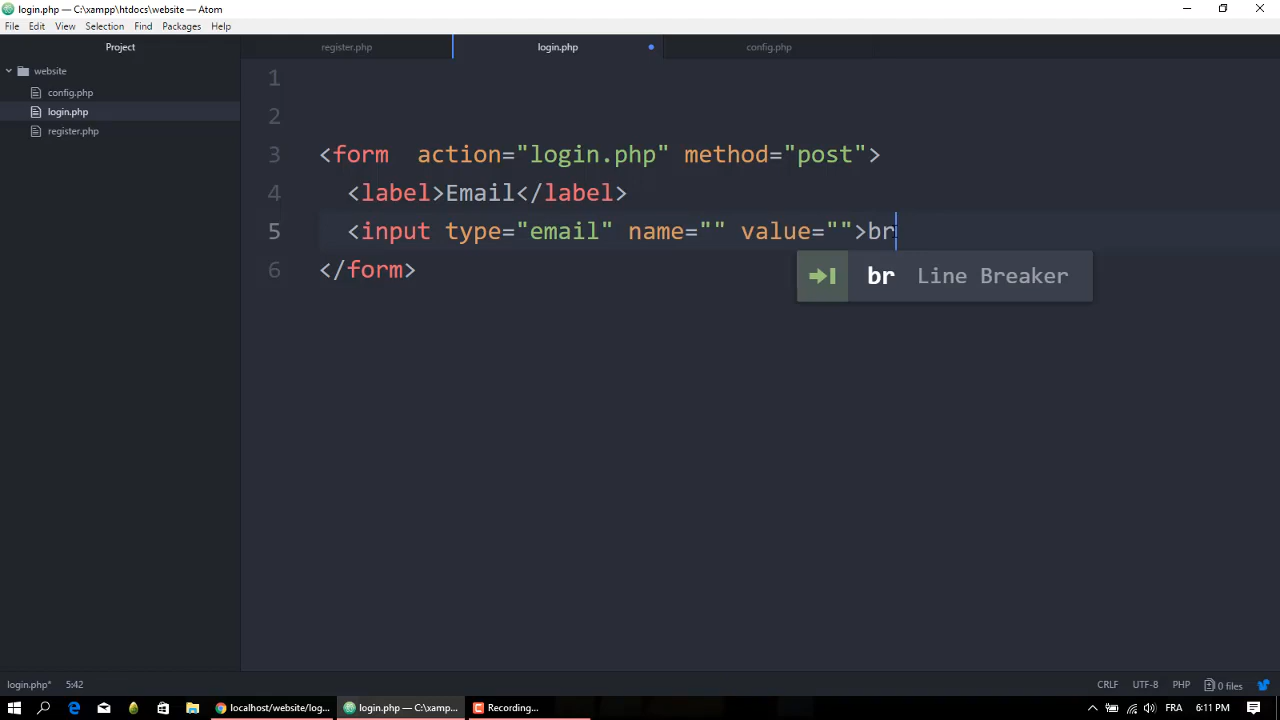 login.php — C:\xampp\htdocs\website — Atom
File Edit View Selection Find Packages Help
Project
register.php
login.php
config.php
website
config.php
login.php
register.php
1
2
3 <form  action="login.php" method="post">
4 <label>Email</label>
5 <input type="email" name="" value="">br
br Line Breaker
6 </form>
login.php* 5:42
CRLF UTF-8 PHP 0 files
localhost/website/log...
login.php — C:\xamp...
Recording...
FRA 6:11 PM